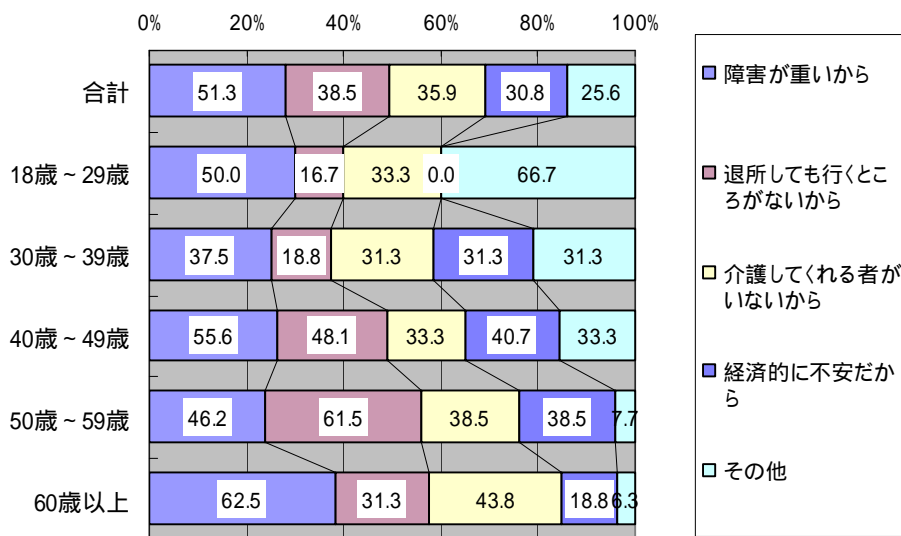 0% 20% 40% 60% 80% 100%
合計 51.3 38.5 35.9 30.8 25.6
18歳～29歳 50.0 16.7 33.3 0.0 66.7
30歳～39歳 37.5 18.8 31.3 31.3 31.3
40歳～49歳 55.6 48.1 33.3 40.7 33.3
50歳～59歳 46.2 61.5 38.5 38.5 7.7
60歳以上 62.5 31.3 43.8 18.8 6.3
障害が重いから
退所しても行くとこ
ろがないから
介護してくれる者が
いないから
経済的に不安だか
ら
その他